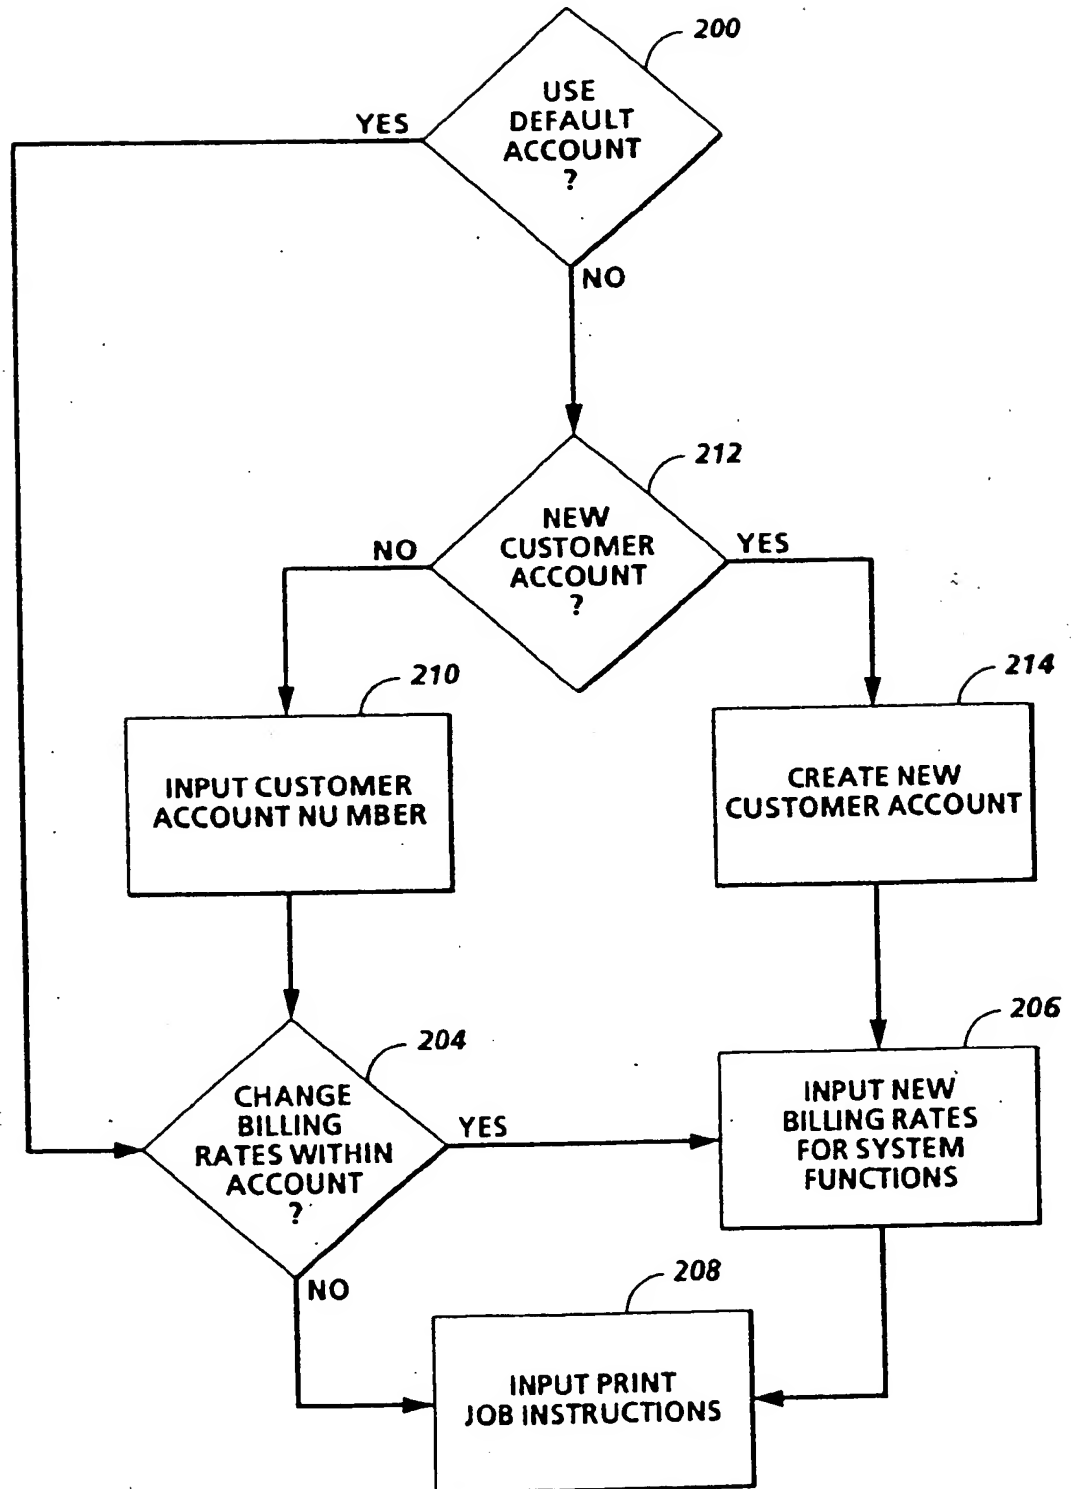 200
USE
DEFAULT
ACCOUNT
?
YES
NO
212
NEW
CUSTOMER
ACCOUNT
?
NO
YES
210
INPUT CUSTOMER
ACCOUNT NU MBER
214
CREATE NEW
CUSTOMER ACCOUNT
204
CHANGE
BILLING
RATES WITHIN
ACCOUNT
?
YES
NO
206
INPUT NEW
BILLING RATES
FOR SYSTEM
FUNCTIONS
208
INPUT PRINT
JOB INSTRUCTIONS